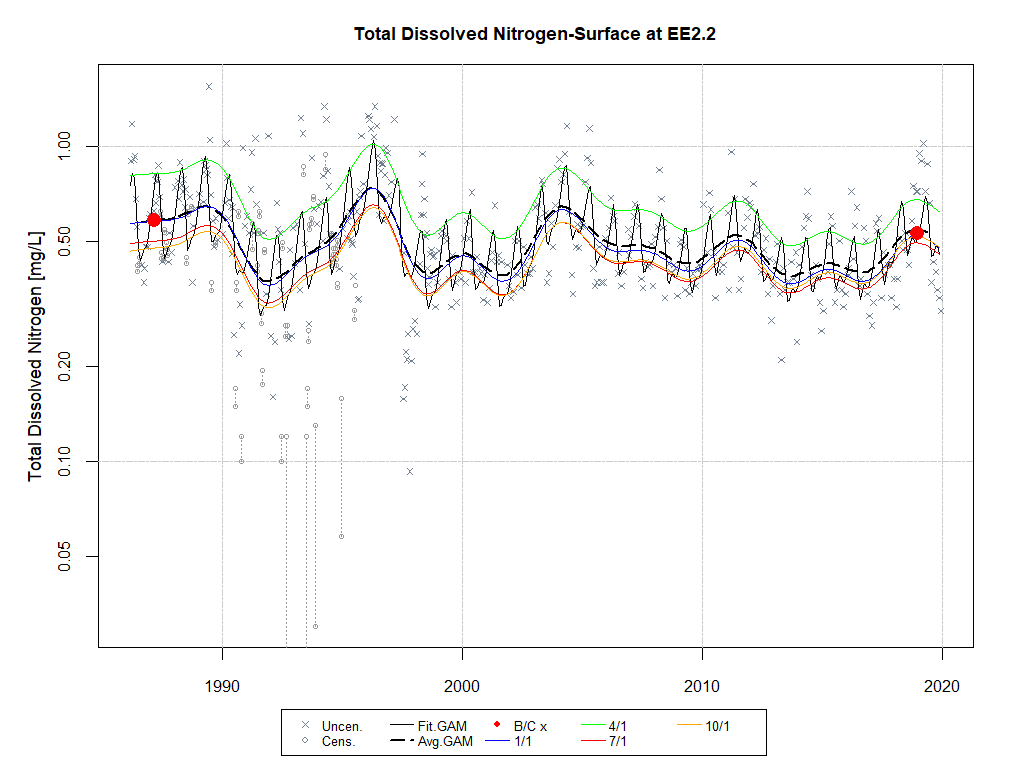 Total Dissolved Nitrogen-Surface at EE2.2
Total Dissolved Nitrogen [mg/L]
1.00
0.50
0.20
0.10
0.05
1990 2000 2010 2020
Uncen. Fit.GAM B/C x 4/1 10/1
Cens. Avg.GAM 1/1 7/1